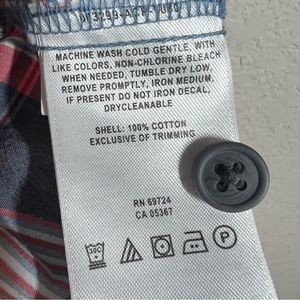 MACHINE WASH COLD GENTLE, WITH
LIKE COLORS, NON-CHLORINE BLEACH
WHEN NEEDED, TUMBLE DRY LOW,
REMOVE PROMPTLY, IRON MEDIUM,
IF PRESENT DO NOT IRON DECAL,
DRYCLEANABLE
SHELL: 100% COTTON
EXCLUSIVE OF TRIMMING
RN 69724
CA 05367